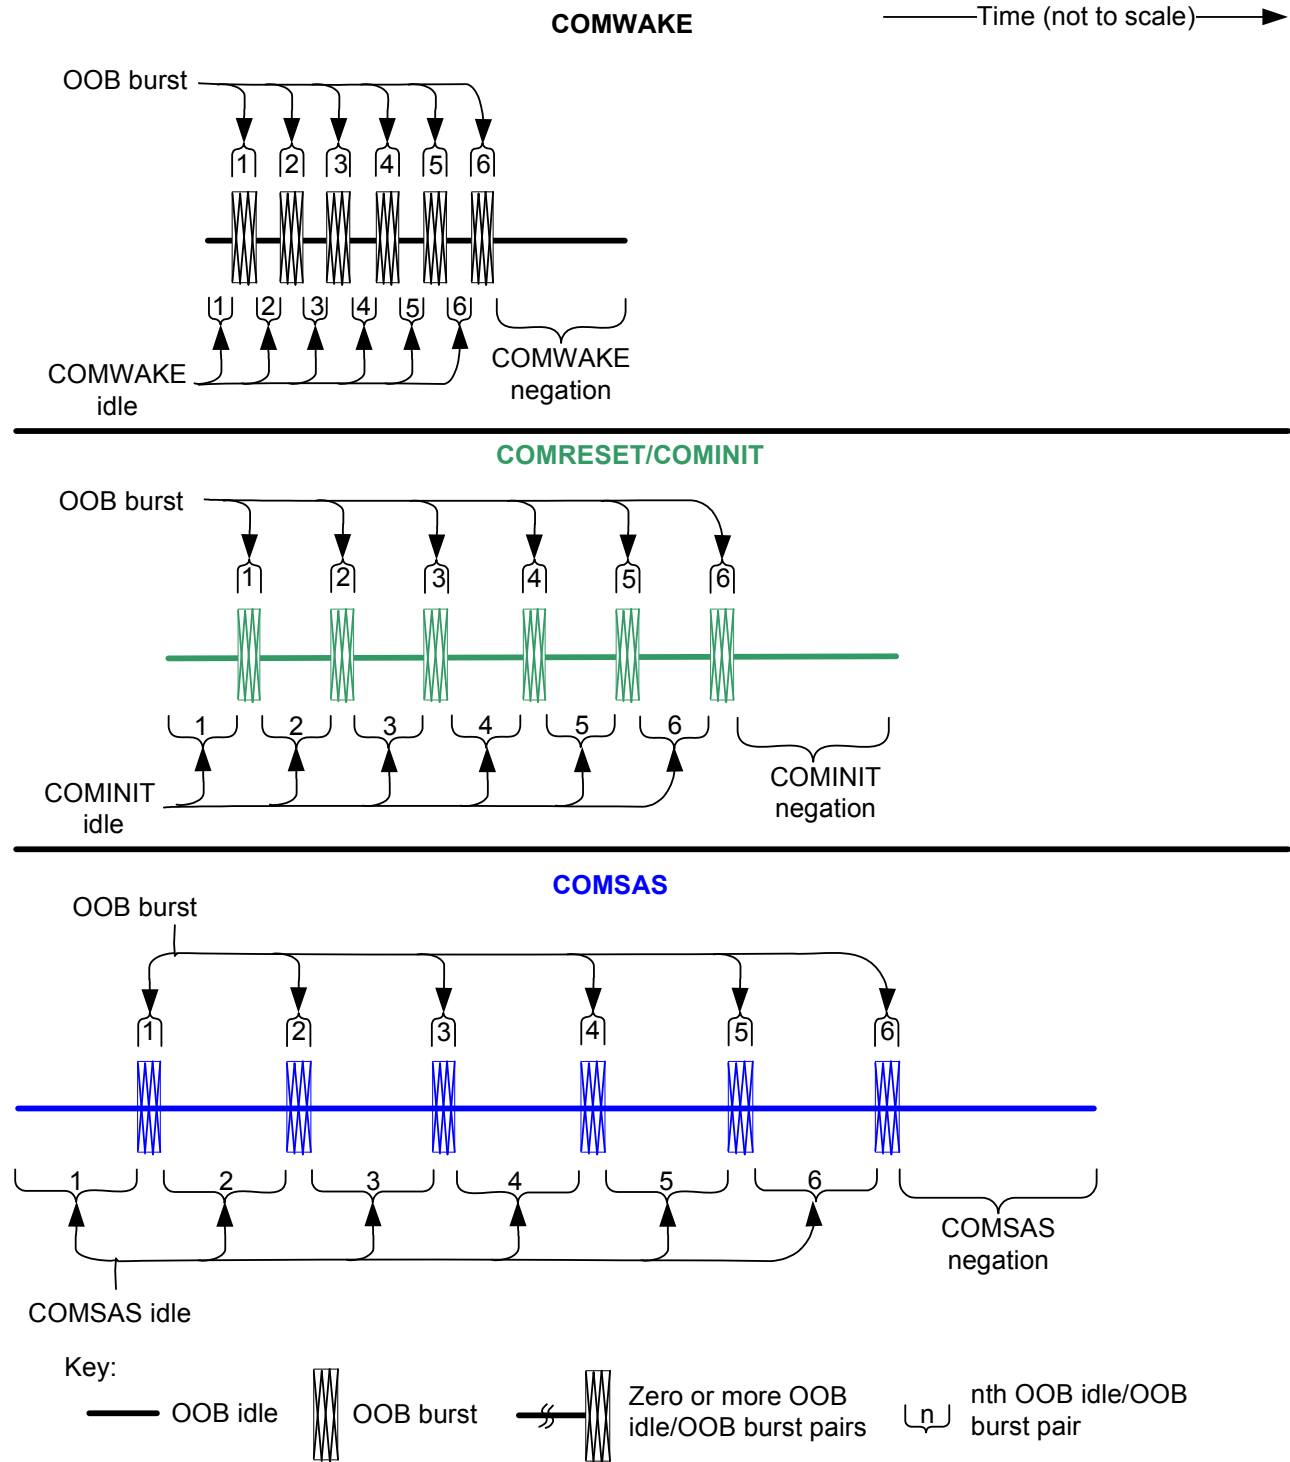 COMWAKE
Time (not to scale)
OOB burst
1 2 3 4 5 6
1 2 3 4 5 6
COMWAKE
idle
COMWAKE
negation
COMRESET/COMINIT
OOB burst
1 2 3 4 5 6
1 2 3 4 5 6
COMINIT
idle
COMINIT
negation
COMSAS
OOB burst
1 2 3 4 5 6
1 2 3 4 5 6
COMSAS
negation
COMSAS idle
Key:
OOB idle
OOB burst
Zero or more OOB
idle/OOB burst pairs
n
nth OOB idle/OOB
burst pair